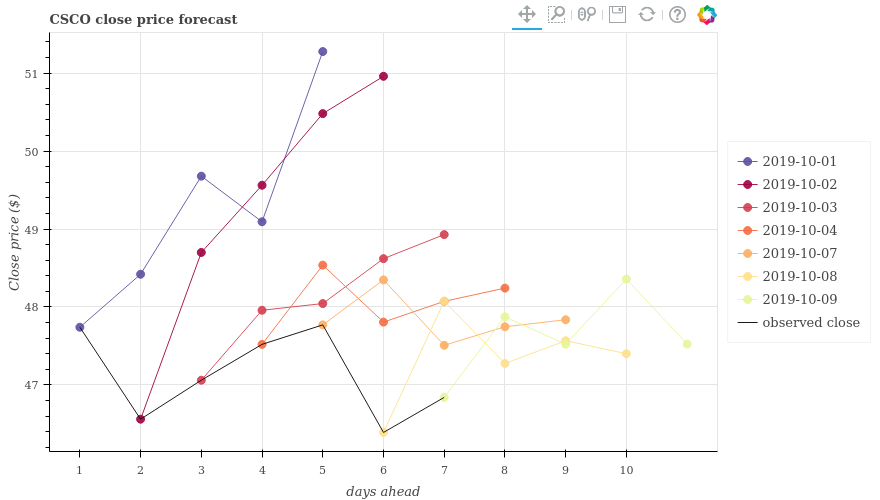 CSCO close price forecast
51
50
49
48
47
Close price ($)
1 2 3 4 5 6 7 8 9 10
days ahead
2019-10-01
2019-10-02
2019-10-03
2019-10-04
2019-10-07
2019-10-08
2019-10-09
observed close